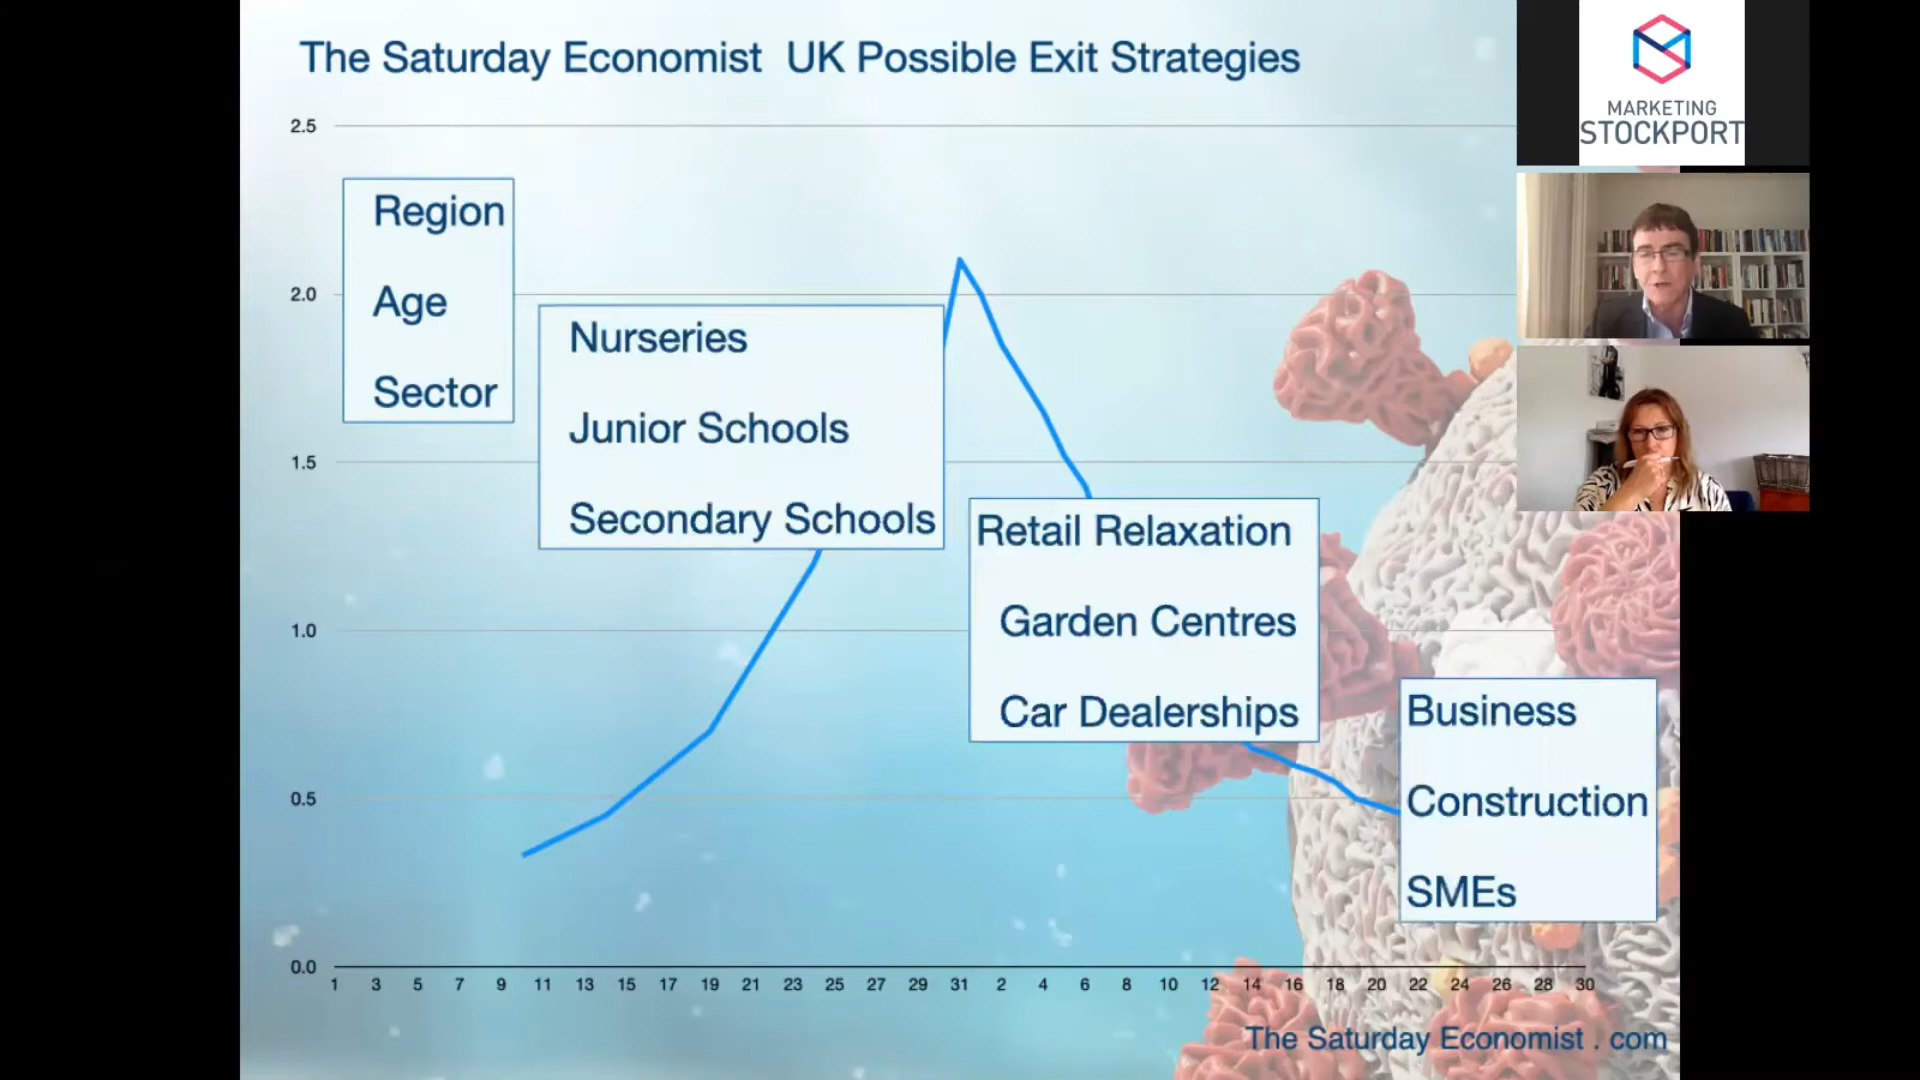 The Saturday Economist UK Possible Exit Strategies
2.5
2.0
1.5
1.0
0.5
0.0
Region
Age
Sector
Nurseries
Junior Schools
Secondary Schools
Retail Relaxation
Garden Centres
Car Dealerships
Business
Construction
SMEs
1 3 5 7 9 11 13 15 17 19 21 23 25 27 29 31 2 4 6 8 10 12 14 16 18 20 22 24 26 28 30
The Saturday Economist . com
MARKETING
STOCKPORT